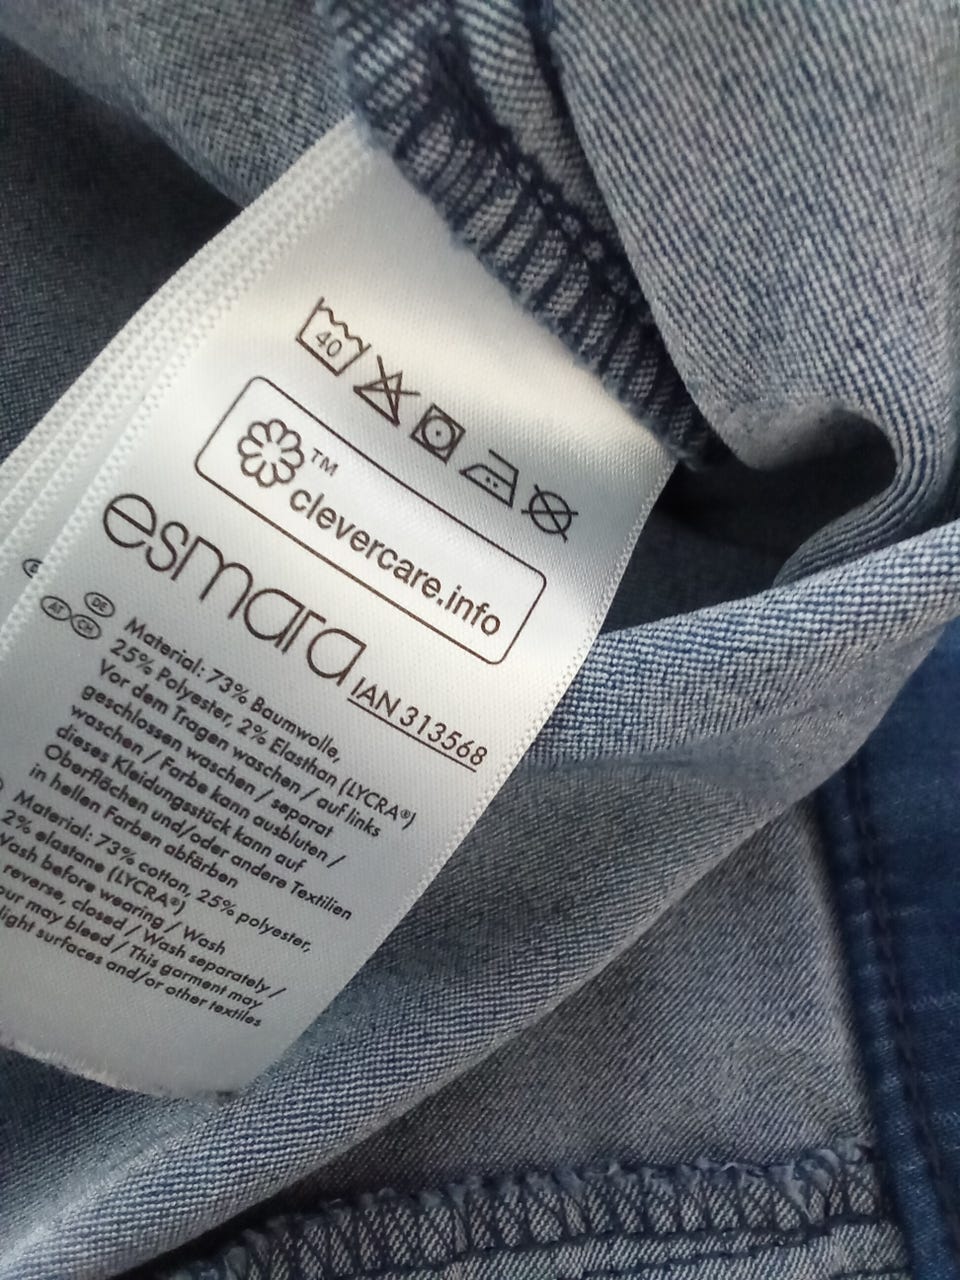 40
™
clevercare.info
esmara
IAN 313568
DE
AT CH
Material: 73% Baumwolle,
25% Polyester, 2% Elasthan (LYCRA®)
Vor dem Tragen waschen / auf links
geschlossen waschen / separat
waschen / Farbe kann ausbluten /
dieses Kleidungsstück kann auf
Oberflächen und/oder andere Textilien
in hellen Farben abfärben
Material: 73% cotton, 25% polyester,
2% elastane (LYCRA®)
Wash before wearing / Wash
reverse, closed / Wash separately /
may bleed / This garment may
light surfaces and/or other textiles